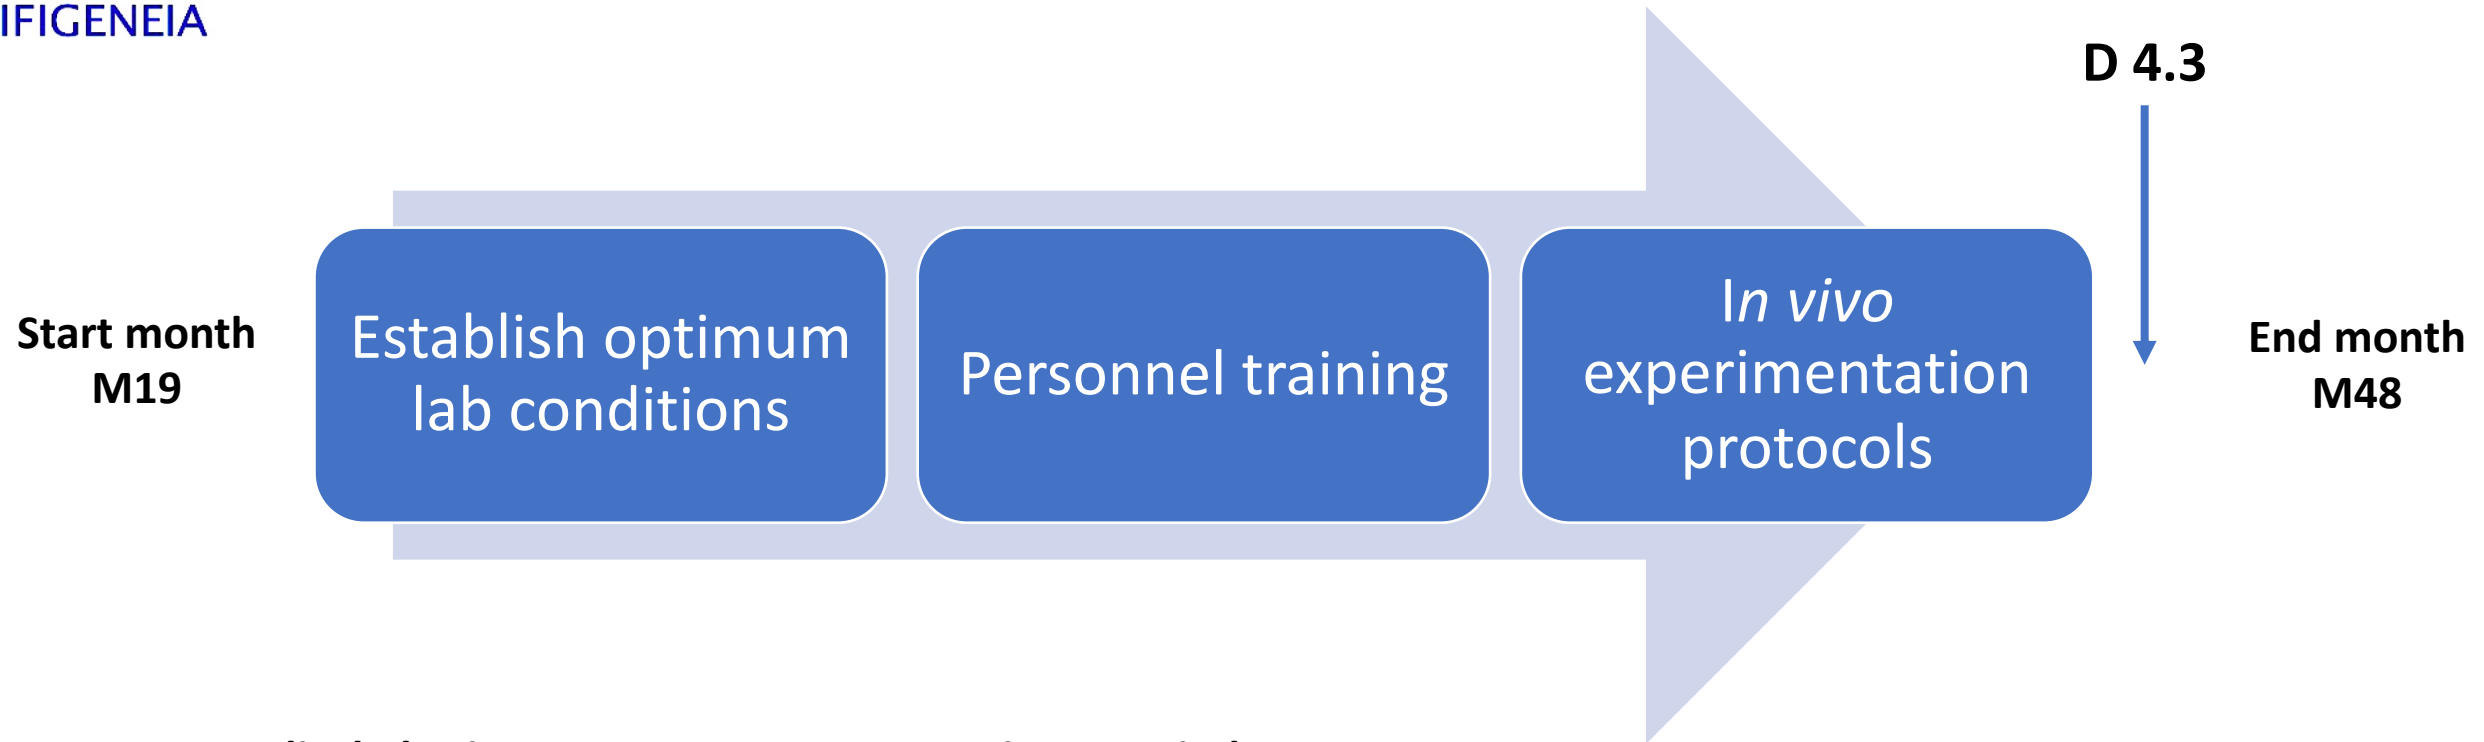 IFIGENEIA
D 4.3
Start month
M19
Establish optimum
lab conditions
Personnel training
In vivo
experimentation
protocols
End month
M48